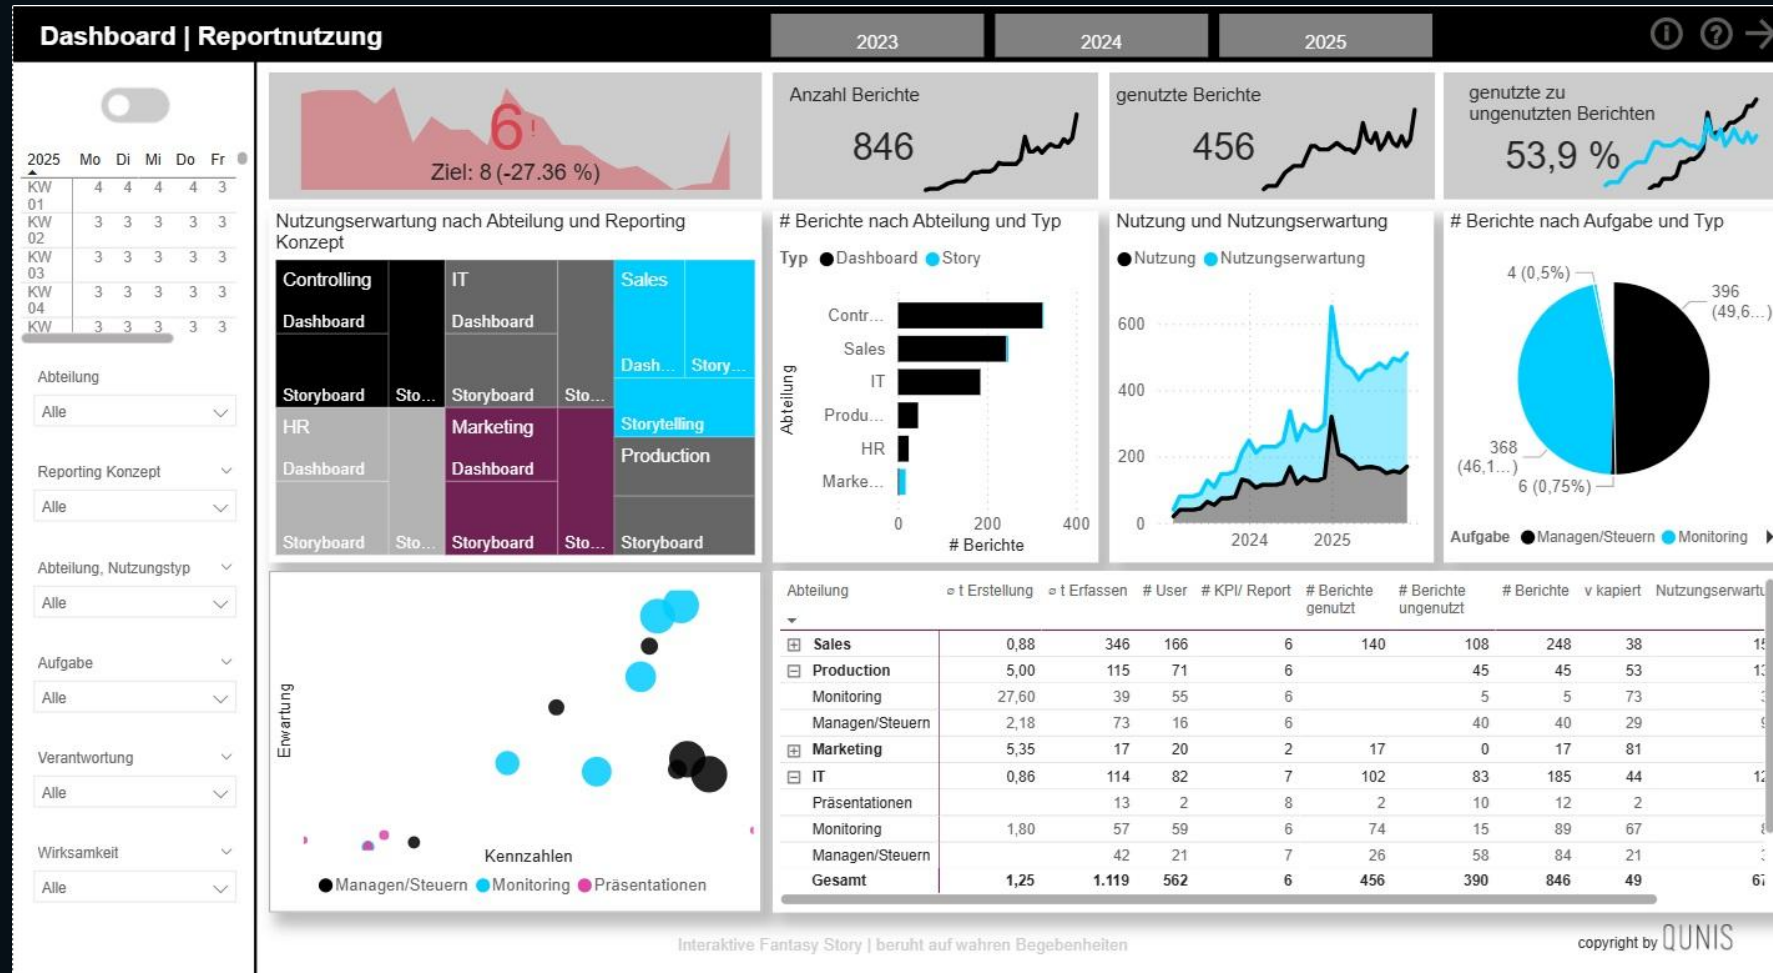 Dashboard | Reportnutzung
2023
2024
2025
2025 Mo Di Mi Do Fr
KW 01 4 4 4 4 3
KW 02 3 3 3 3 3
KW 03 3 3 3 3 3
KW 04 3 3 3 3 3
KW 3 3 3 3 3
Abteilung
Alle
Reporting Konzept
Alle
Abteilung, Nutzungstyp
Alle
Aufgabe
Alle
Verantwortung
Alle
Wirksamkeit
Alle
6!
Ziel: 8 (-27.36 %)
Anzahl Berichte
846
genutzte Berichte
456
genutzte zu
ungenutzten Berichten
53,9 %
Nutzungserwartung nach Abteilung und Reporting
Konzept
Controlling
Dashboard
Storyboard
Sto...
IT
Dashboard
Storyboard
Sto...
Sales
Dash...
Story...
Storytelling
HR
Dashboard
Storyboard
Sto...
Marketing
Dashboard
Storyboard
Sto...
Production
Storyboard
# Berichte nach Abteilung und Typ
Typ Dashboard Story
Abteilung
Contr...
Sales
IT
Produ...
HR
Marke...
0 200 400
# Berichte
Nutzung und Nutzungserwartung
Nutzung Nutzungserwartung
600
400
200
0
2024 2025
# Berichte nach Aufgabe und Typ
4 (0,5%)
396
(49,6...)
368
(46,1...)
6 (0,75%)
Aufgabe Managen/Steuern Monitoring
Erwartung
Kennzahlen
Managen/Steuern Monitoring Präsentationen
Abteilung ⌀ t Erstellung ⌀ t Erfassen # User # KPI/ Report # Berichte genutzt # Berichte ungenutzt # Berichte v kapiert Nutzungserwartu
Sales 0,88 346 166 6 140 108 248 38
Production 5,00 115 71 6 45 45 53
Monitoring 27,60 39 55 6 5 5 73
Managen/Steuern 2,18 73 16 6 40 40 29
Marketing 5,35 17 20 2 17 0 17 81
IT 0,86 114 82 7 102 83 185 44
Präsentationen 13 2 8 2 10 12 2
Monitoring 1,80 57 59 6 74 15 89 67
Managen/Steuern 42 21 7 26 58 84 21
Gesamt 1,25 1.119 562 6 456 390 846 49
Interaktive Fantasy Story | beruht auf wahren Begebenheiten
copyright by QUNIS